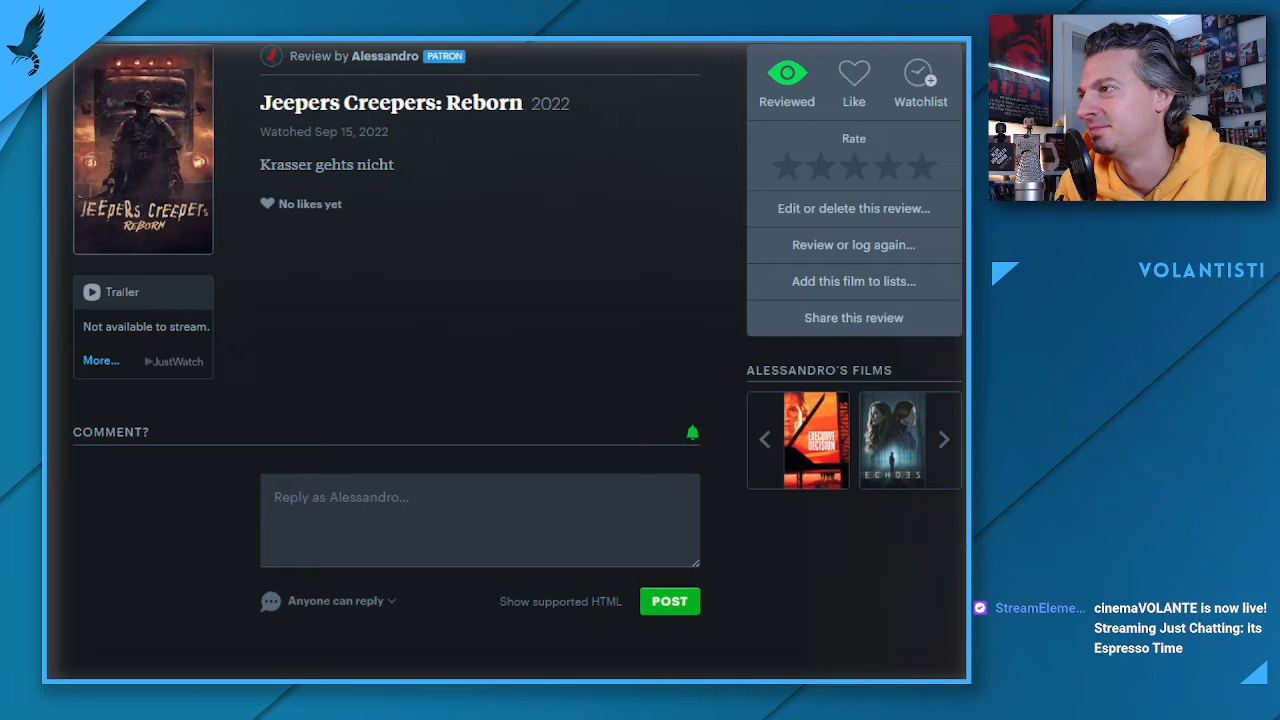 Review by Alessandro PATRON
Jeepers Creepers: Reborn 2022
Watched Sep 15, 2022
Krasser gehts nicht
No likes yet
JEEPERS CREEPERS
REBORN
Trailer
Not available to stream.
More... JustWatch
Reviewed Like Watchlist
Rate
Edit or delete this review...
Review or log again...
Add this film to lists...
Share this review
ALESSANDRO'S FILMS
EXECUTIVE
DECISION
ECHOES
COMMENT?
Reply as Alessandro...
Anyone can reply Show supported HTML POST
VOLANTISTI
StreamEleme... cinemaVOLANTE is now live!
Streaming Just Chatting: its
Espresso Time